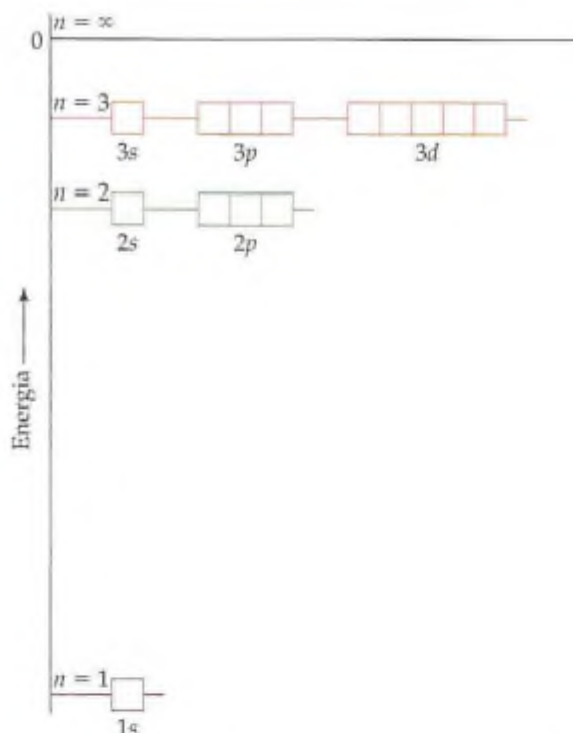 n = ∞
0
n = 3
3s 3p 3d
n = 2
2s 2p
Energia
n = 1
1s